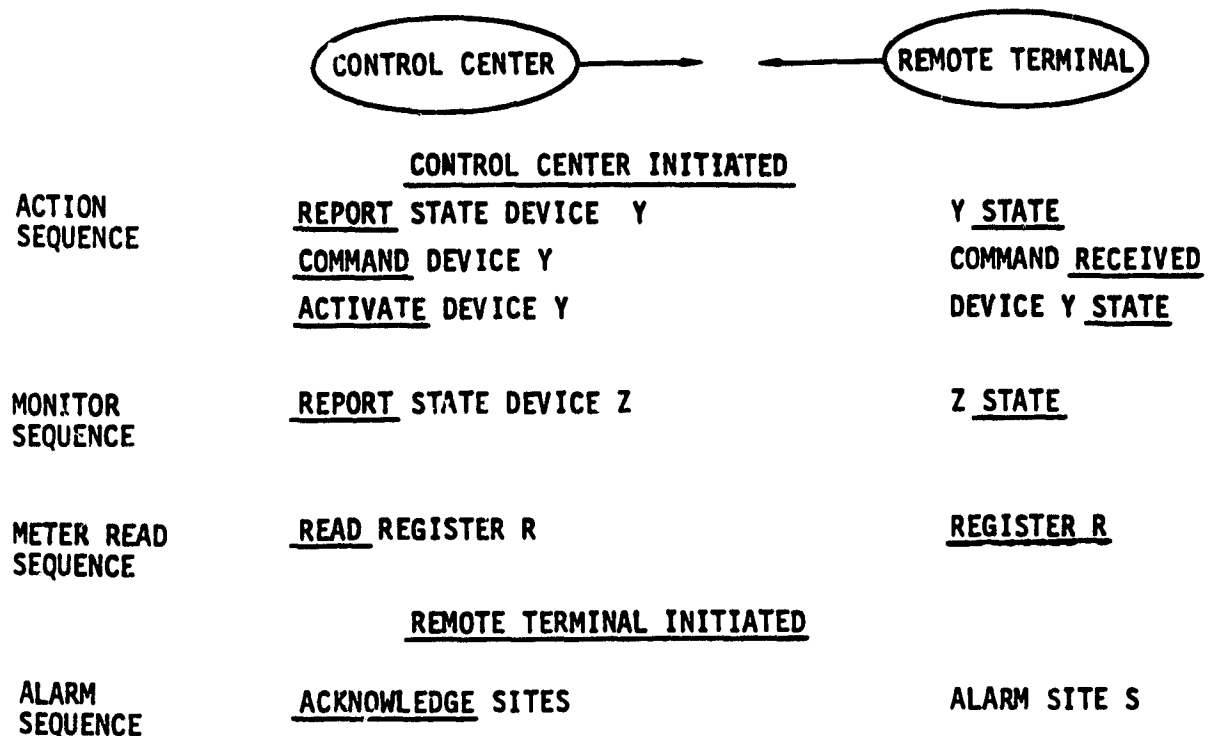 CONTROL CENTER
REMOTE TERMINAL
CONTROL CENTER INITIATED
ACTION SEQUENCE
REPORT STATE DEVICE Y
Y STATE
COMMAND DEVICE Y
COMMAND RECEIVED
ACTIVATE DEVICE Y
DEVICE Y STATE
MONITOR SEQUENCE
REPORT STATE DEVICE Z
Z STATE
METER READ SEQUENCE
READ REGISTER R
REGISTER R
REMOTE TERMINAL INITIATED
ALARM SEQUENCE
ACKNOWLEDGE SITES
ALARM SITE S